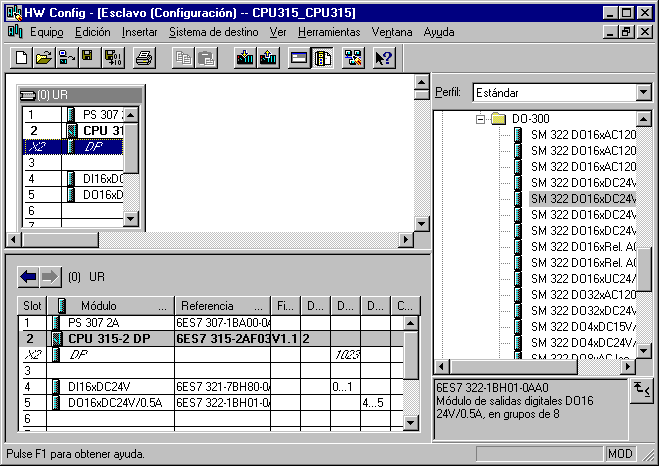 HW Config - [Esclavo (Configuración) -- CPU315_CPU315]
Equipo Edición Insertar Sistema de destino Ver Herramientas Ventana Ayuda
(0) UR
1 PS 307 2
2 CPU 31
X2 DP
3
4 DI16xDC
5 DO16xD
6
7
Perfil: Estándar
DO-300
SM 322 DO16xAC120
SM 322 DO16xAC120
SM 322 DO16xAC120
SM 322 DO16xDC24V
SM 322 DO16xDC24V
SM 322 DO16xDC24V
SM 322 DO16xDC24V
SM 322 DO16xRel. AC
SM 322 DO16xRel. AC
SM 322 DO16xUC24/
SM 322 DO32xAC120
SM 322 DO32xDC24V
SM 322 DO4xDC15V/
SM 322 DO4xDC24V/
SM 322 DO8xAC Iso
(0) UR
Slot Módulo ... Referencia ... Fi... D... D... D... C...
1 PS 307 2A 6ES7 307-1BA00-0A
2 CPU 315-2 DP 6ES7 315-2AF03 V1.1 2
X2 DP 1023
3
4 DI16xDC24V 6ES7 321-7BH80-0A 0...1
5 DO16xDC24V/0.5A 6ES7 322-1BH01-0A 4...5
6
6ES7 322-1BH01-0AA0
Módulo de salidas digitales DO16
24V/0.5A, en grupos de 8
Pulse F1 para obtener ayuda. MOD